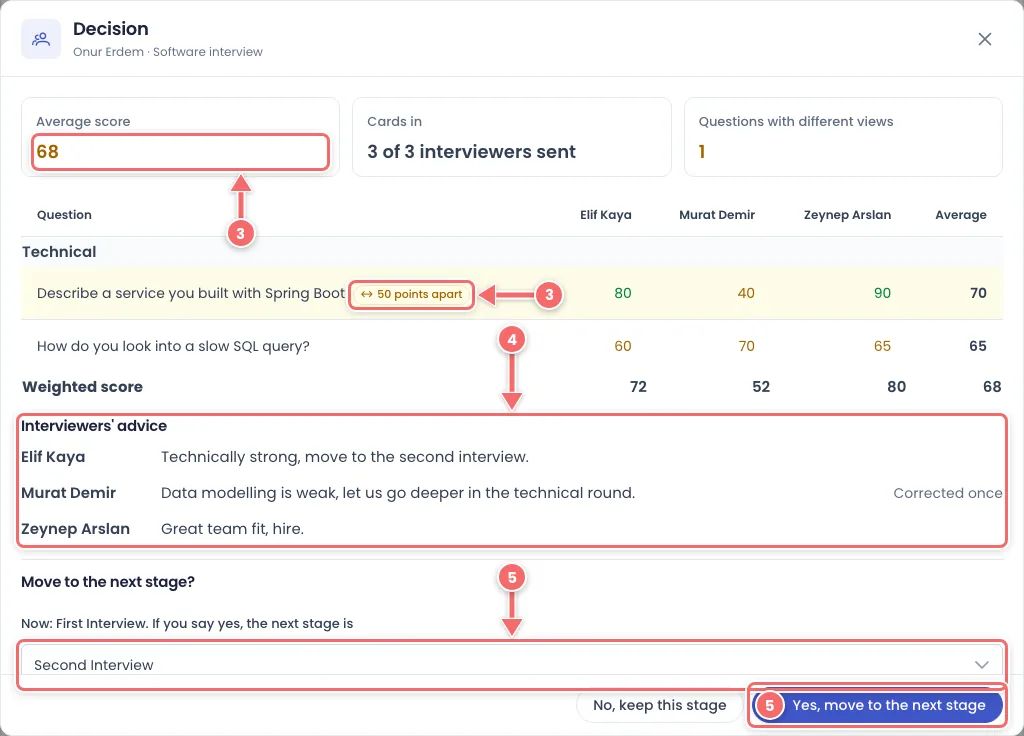 Decision
Onur Erdem · Software interview
Average score
68
Cards in
3 of 3 interviewers sent
Questions with different views
1
3
Question Elif Kaya Murat Demir Zeynep Arslan Average
Technical
Describe a service you built with Spring Boot ↔ 50 points apart 3 80 40 90 70
4
How do you look into a slow SQL query? 60 70 65 65
Weighted score 72 52 80 68
Interviewers' advice
Elif Kaya Technically strong, move to the second interview.
Murat Demir Data modelling is weak, let us go deeper in the technical round. Corrected once
Zeynep Arslan Great team fit, hire.
Move to the next stage?
5
Now: First Interview. If you say yes, the next stage is
Second Interview
No, keep this stage
5 Yes, move to the next stage